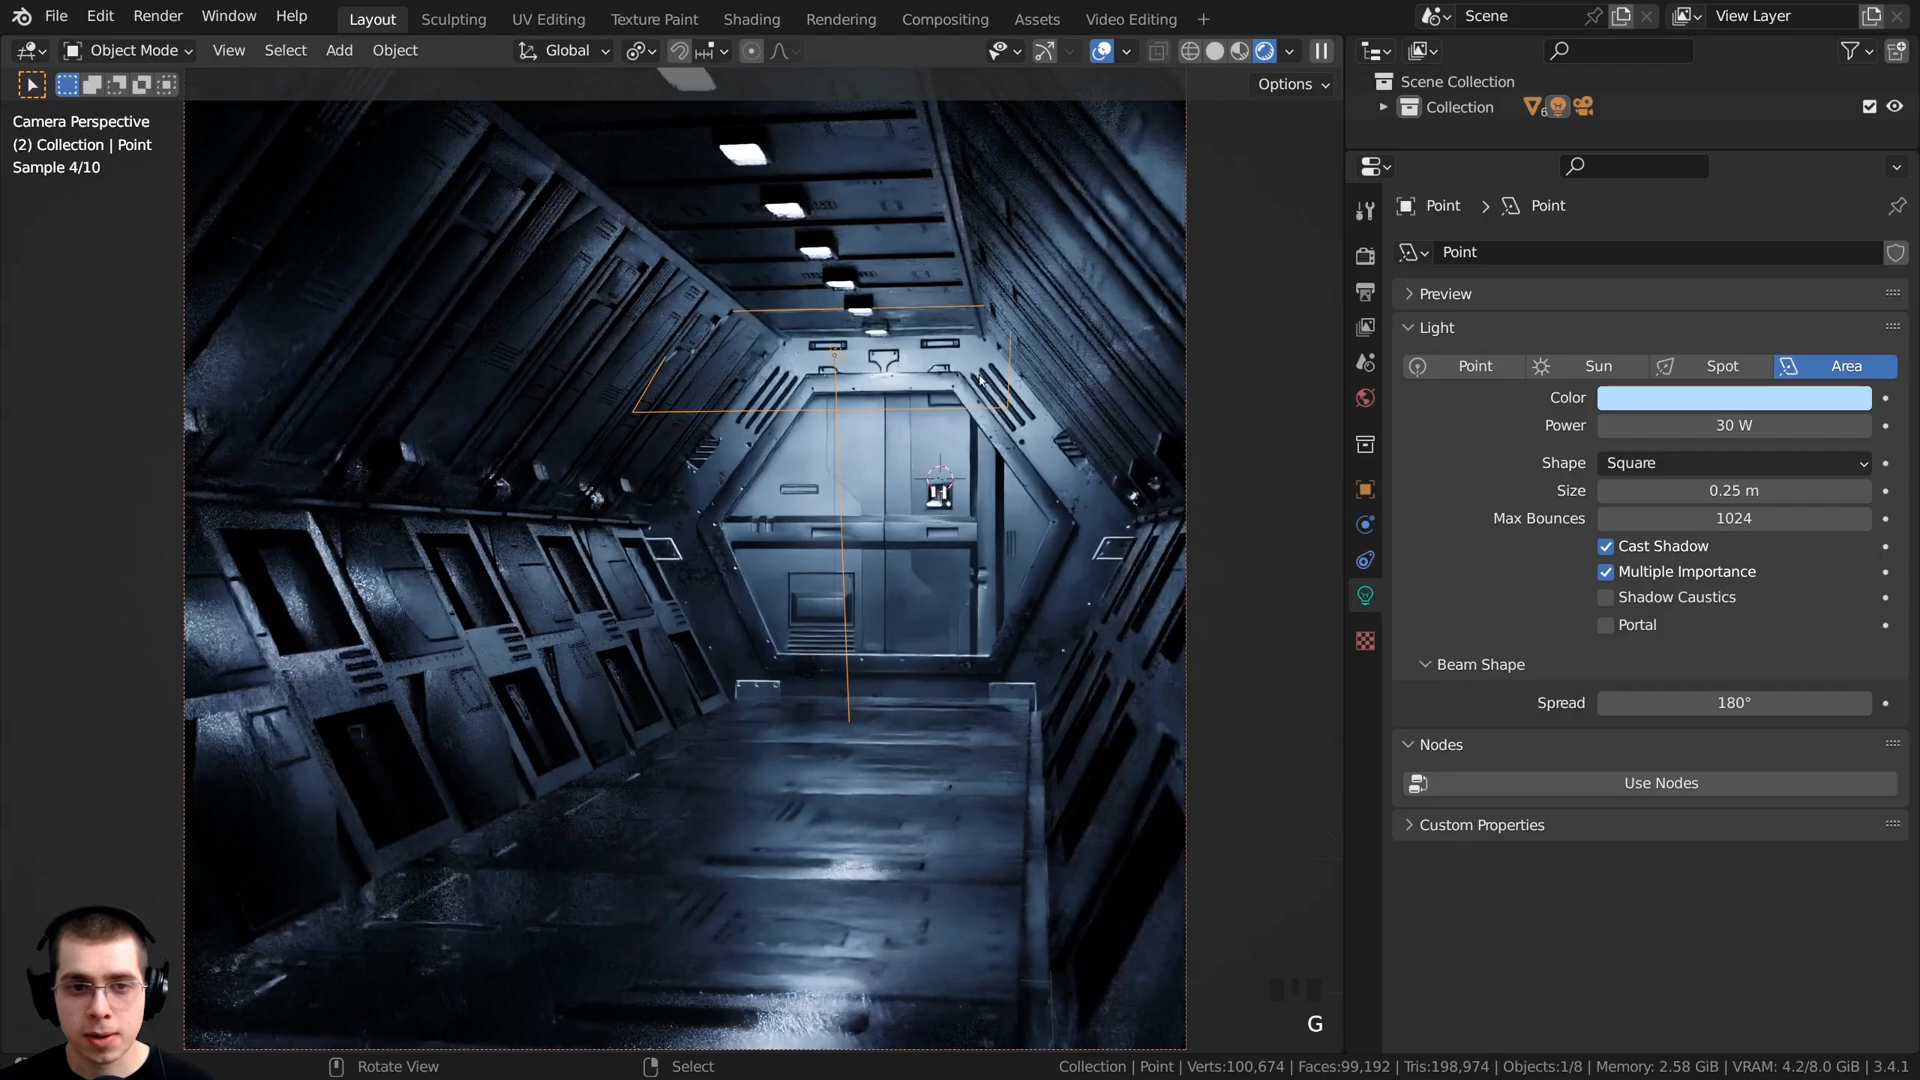 File Edit Render Window Help Layout Sculpting UV Editing Texture Paint Shading Rendering Compositing Assets Video Editing + Scene View Layer
Object Mode View Select Add Object Global
Options
Camera Perspective
(2) Collection | Point
Sample 4/10
Scene Collection
Collection 6
Point > Point
Point
Preview
Light
Point Sun Spot Area
Color
Power 30 W
Shape Square
Size 0.25 m
Max Bounces 1024
Cast Shadow
Multiple Importance
Shadow Caustics
Portal
Beam Shape
Spread 180°
Nodes
Use Nodes
Custom Properties
G
Rotate View Select Collection | Point | Verts:100,674 | Faces:99,192 | Tris:198,974 | Objects:1/8 | Memory: 2.58 GiB | VRAM: 4.2/8.0 GiB | 3.4.1